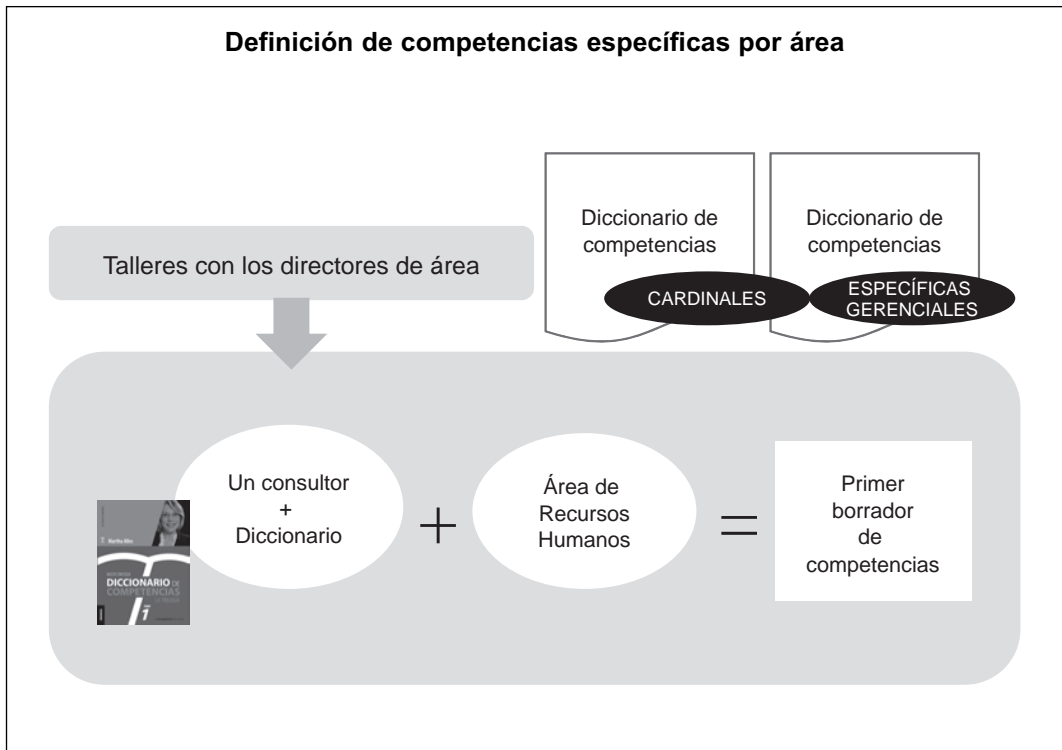 Definición de competencias específicas por área
Diccionario de
competencias
CARDINALES
Diccionario de
competencias
ESPECÍFICAS
GERENCIALES
Talleres con los directores de área
Un consultor
+
Diccionario
Martha Alles
DICCIONARIO DE
COMPETENCIAS
1
+
Área de
Recursos
Humanos
=
Primer
borrador
de
competencias